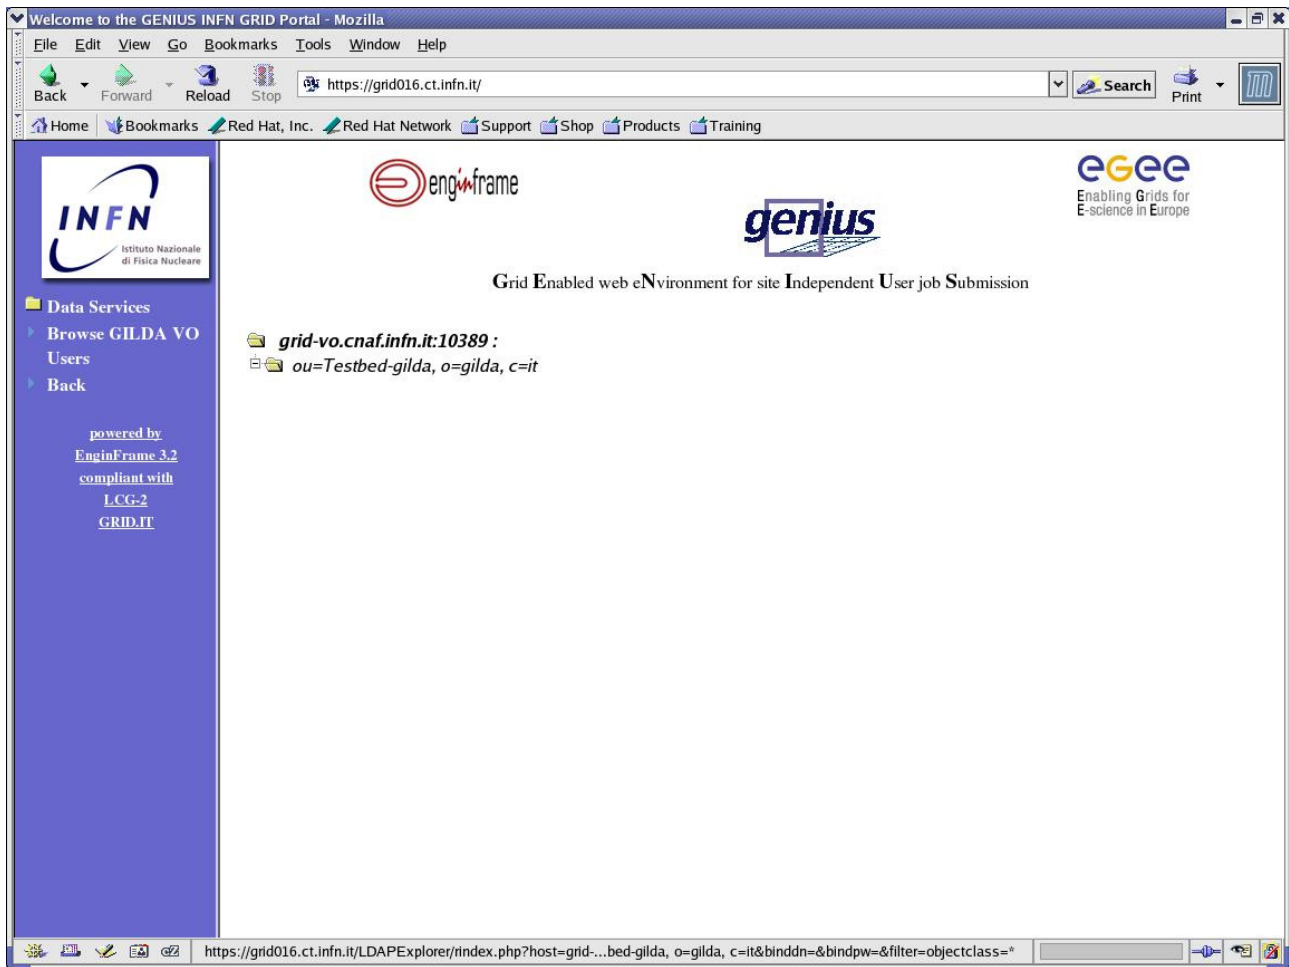 Welcome to the GENIUS INFN GRID Portal - Mozilla
File Edit View Go Bookmarks Tools Window Help
Back Forward Reload Stop https://grid016.ct.infn.it/ Search Print
Home Bookmarks Red Hat, Inc. Red Hat Network Support Shop Products Training
INFN
Istituto Nazionale
di Fisica Nucleare
Data Services
Browse GILDA VO
Users
Back
powered by
EnginFrame 3.2
compliant with
LCG-2
GRID.IT
enginframe
genius
egee
Enabling Grids for
E-science in Europe
Grid Enabled web eNvironment for site Independent User job Submission
grid-vo.cnaf.infn.it:10389 :
ou=Testbed-gilda, o=gilda, c=it
https://grid016.ct.infn.it/LDAPExplorer/rindex.php?host=grid-...bed-gilda, o=gilda, c=it&binddn=&bindpw=&filter=objectclass=*